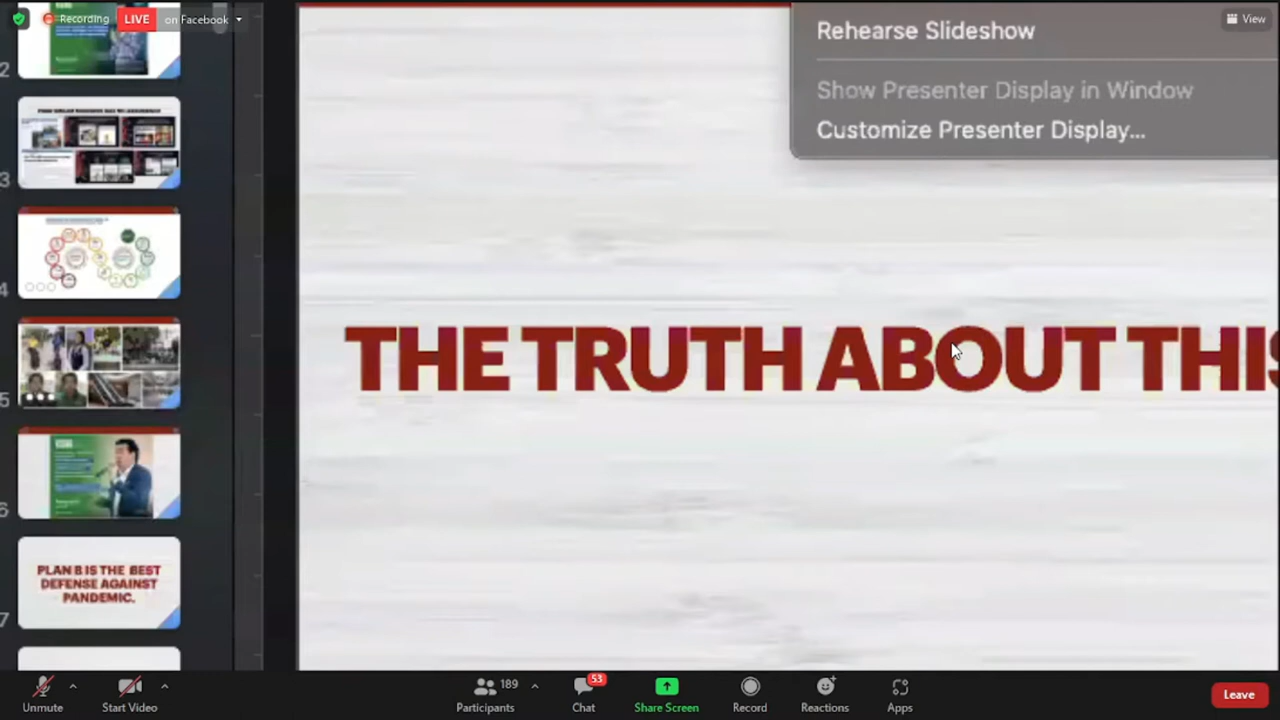 Recording LIVE on Facebook
View
Rehearse Slideshow
Show Presenter Display in Window
Customize Presenter Display...
2
3
4
5
6
7
THE TRUTH ABOUT THIS
PLAN B IS THE BEST
DEFENSE AGAINST
PANDEMIC.
Unmute
Start Video
189
Participants
53
Chat
Share Screen
Record
Reactions
Apps
Leave